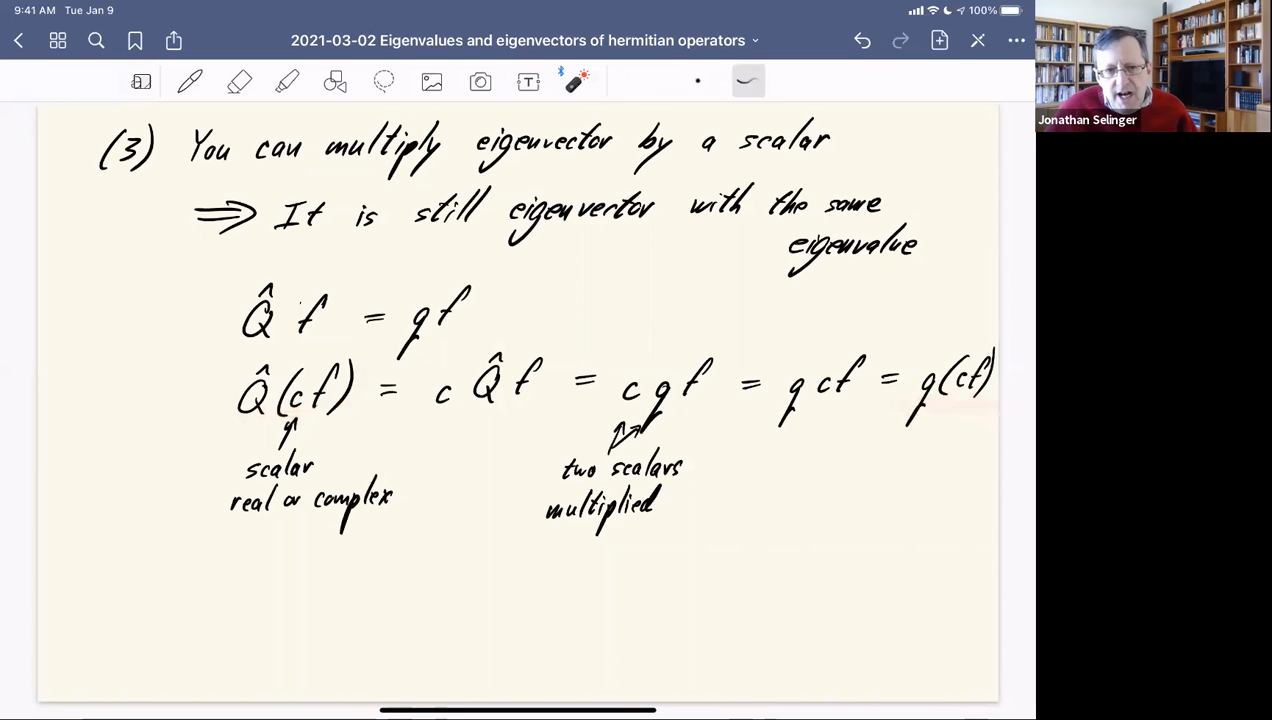 9:41 AM Tue Jan 9
100%
2021-03-02 Eigenvalues and eigenvectors of hermitian operators
T
Jonathan Selinger
(3) You can multiply eigenvector by a scalar
⟹ It is still eigenvector with the same
eigenvalue
Q̂ f = q f
Q̂(cf) = c Q̂ f = c q f = q c f = q(cf)
scalar
real or complex
two scalars
multiplied